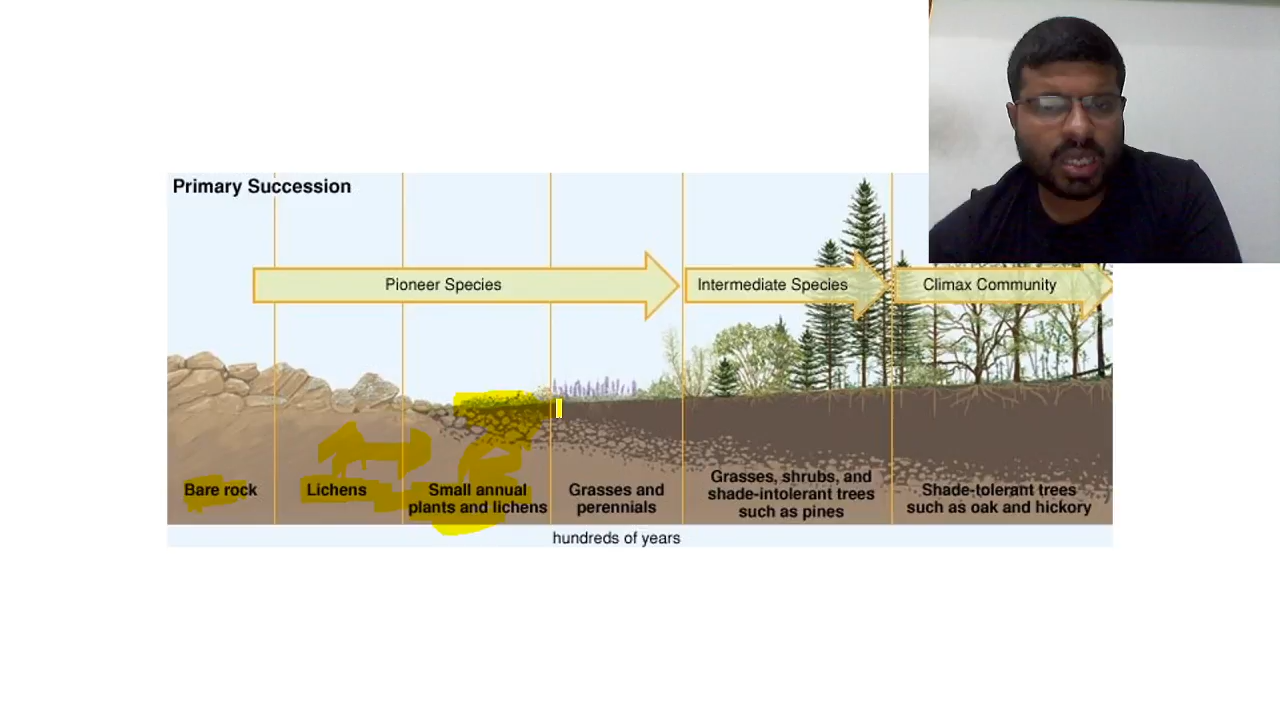 Primary Succession
Pioneer Species
Intermediate Species
Climax Community
Bare rock
Lichens
Small annual
plants and lichens
Grasses and
perennials
Grasses, shrubs, and
shade-intolerant trees
such as pines
Shade-tolerant trees
such as oak and hickory
hundreds of years